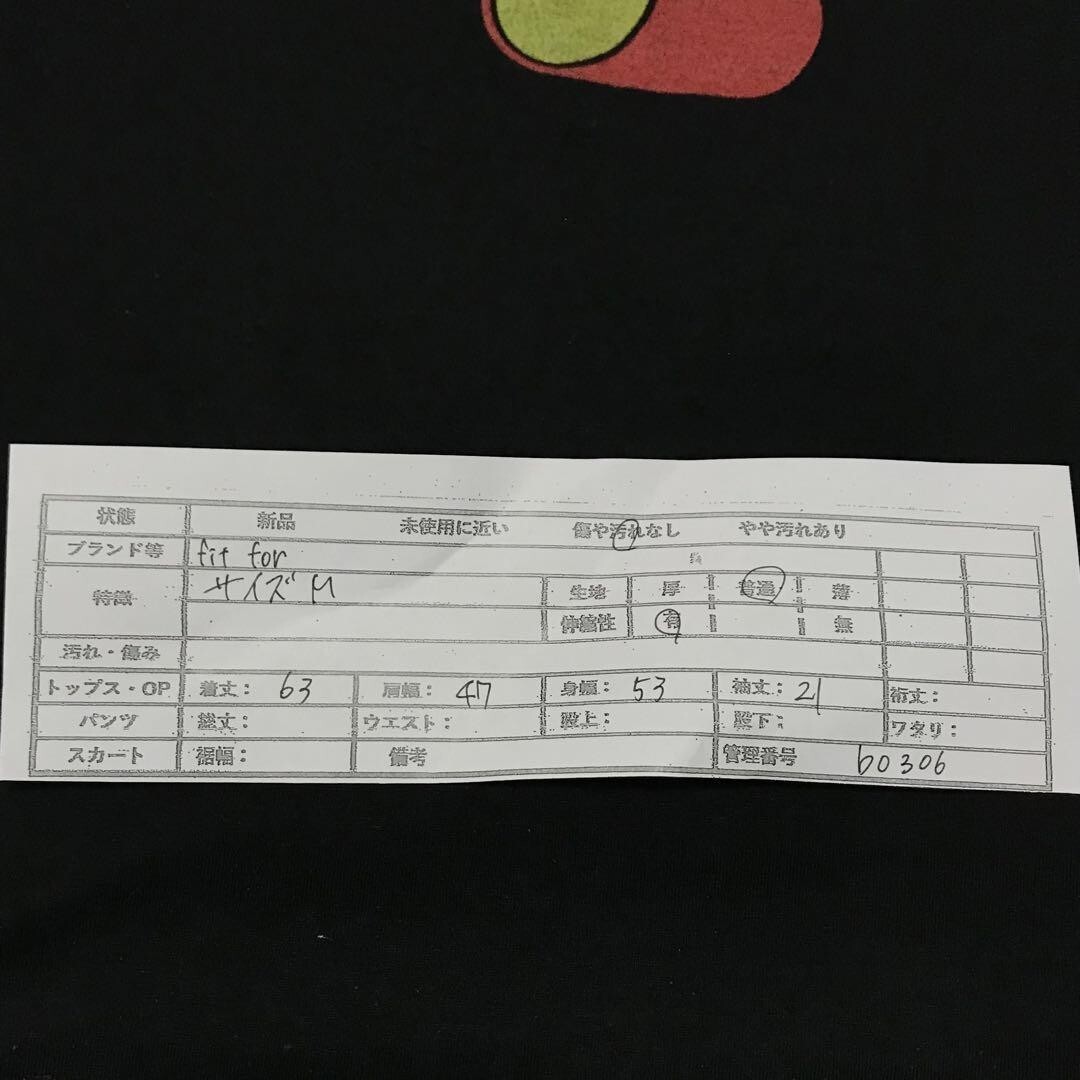 状態 新品 未使用に近い 傷や汚れなし やや汚れあり
ブランド等 fit for
特徴 サイズM 生地 厚 普通 薄
伸縮性 有 無
汚れ・傷み
トップス・OP 着丈: 63 肩幅: 47 身幅: 53 袖丈: 21 裄丈:
パンツ 総丈: ウエスト: 股上: 股下: ワタリ:
スカート 裾幅: 備考 管理番号 b0306